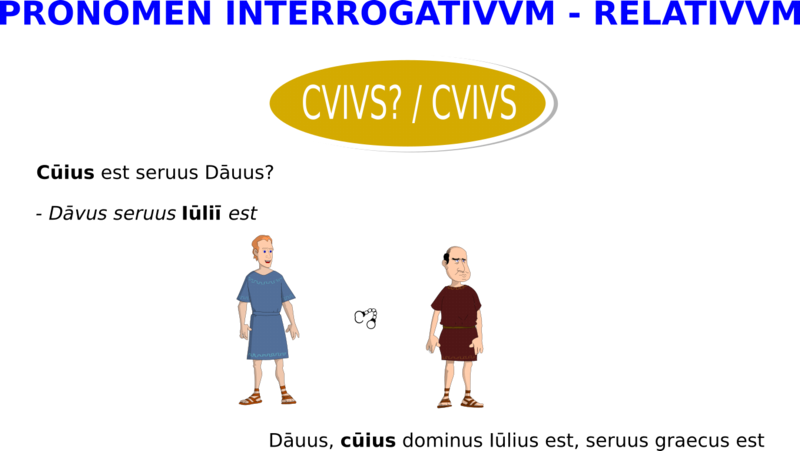 PRONOMEN INTERROGATIVVM - RELATIVVM
CVIVS? / CVIVS
Cūius est seruus Dāuus?
- Dāvus seruus Iūliī est
Dāuus, cūius dominus Iūlius est, seruus graecus est